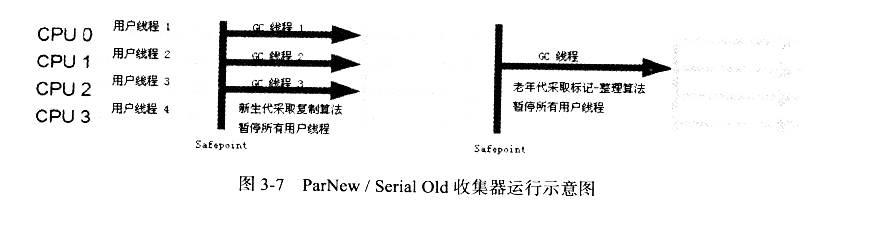 CPU 0 用户线程 1 GC 线程 1
CPU 1 用户线程 2 GC 线程 2 GC 线程
CPU 2 用户线程 3 GC 线程 3 老年代采取标记-整理算法
CPU 3 用户线程 4 新生代采取复制算法 暂停所有用户线程
暂停所有用户线程
Safepoint Safepoint
图 3-7 ParNew / Serial Old 收集器运行示意图